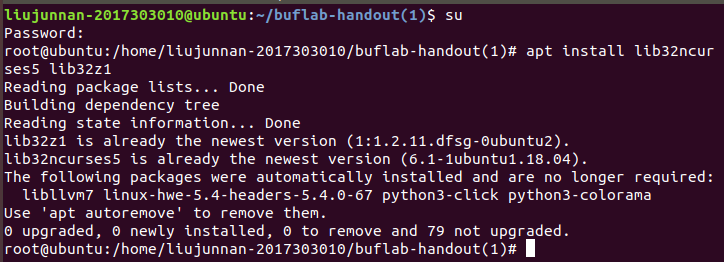 liujunnan-2017303010@ubuntu:~/buflab-handout(1)$ su
Password:
root@ubuntu:/home/liujunnan-2017303010/buflab-handout(1)# apt install lib32ncur
ses5 lib32z1
Reading package lists... Done
Building dependency tree
Reading state information... Done
lib32z1 is already the newest version (1:1.2.11.dfsg-0ubuntu2).
lib32ncurses5 is already the newest version (6.1-1ubuntu1.18.04).
The following packages were automatically installed and are no longer required:
  libllvm7 linux-hwe-5.4-headers-5.4.0-67 python3-click python3-colorama
Use 'apt autoremove' to remove them.
0 upgraded, 0 newly installed, 0 to remove and 79 not upgraded.
root@ubuntu:/home/liujunnan-2017303010/buflab-handout(1)#